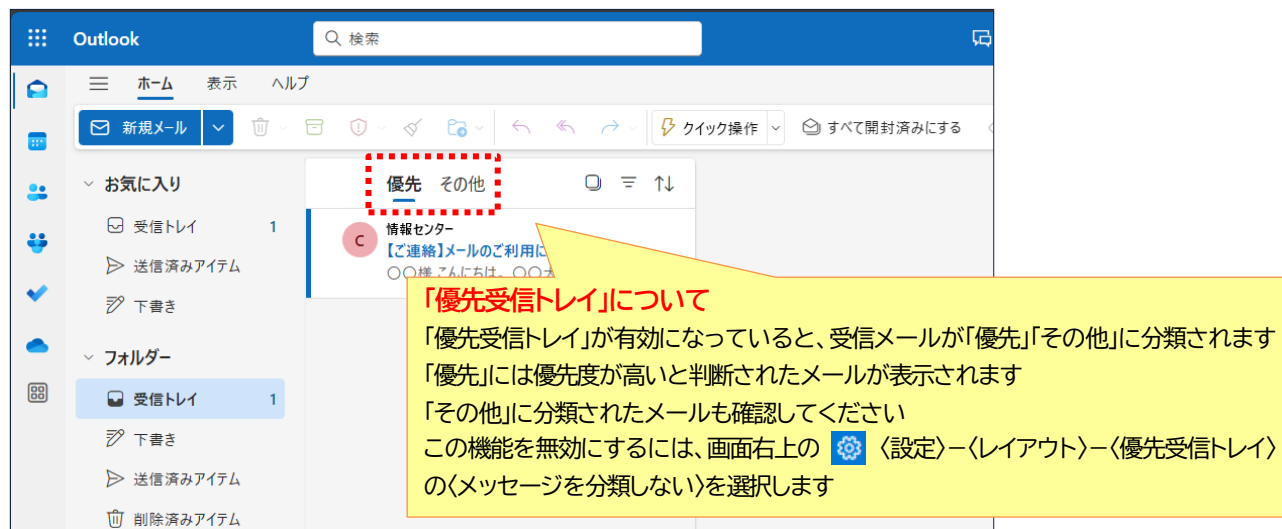 Outlook
検索
ホーム 表示 ヘルプ
新規メール
クイック操作
すべて開封済みにする
お気に入り
受信トレイ 1
送信済みアイテム
下書き
フォルダー
受信トレイ 1
下書き
送信済みアイテム
削除済みアイテム
優先 その他
C
情報センター
【ご連絡】メールのご利用に
〇〇様 こんにちは。〇〇
「優先受信トレイ」について
「優先受信トレイ」が有効になっていると、受信メールが「優先」「その他」に分類されます
「優先」には優先度が高いと判断されたメールが表示されます
「その他」に分類されたメールも確認してください
この機能を無効にするには、画面右上の 〈設定〉－〈レイアウト〉－〈優先受信トレイ〉
の〈メッセージを分類しない〉を選択します